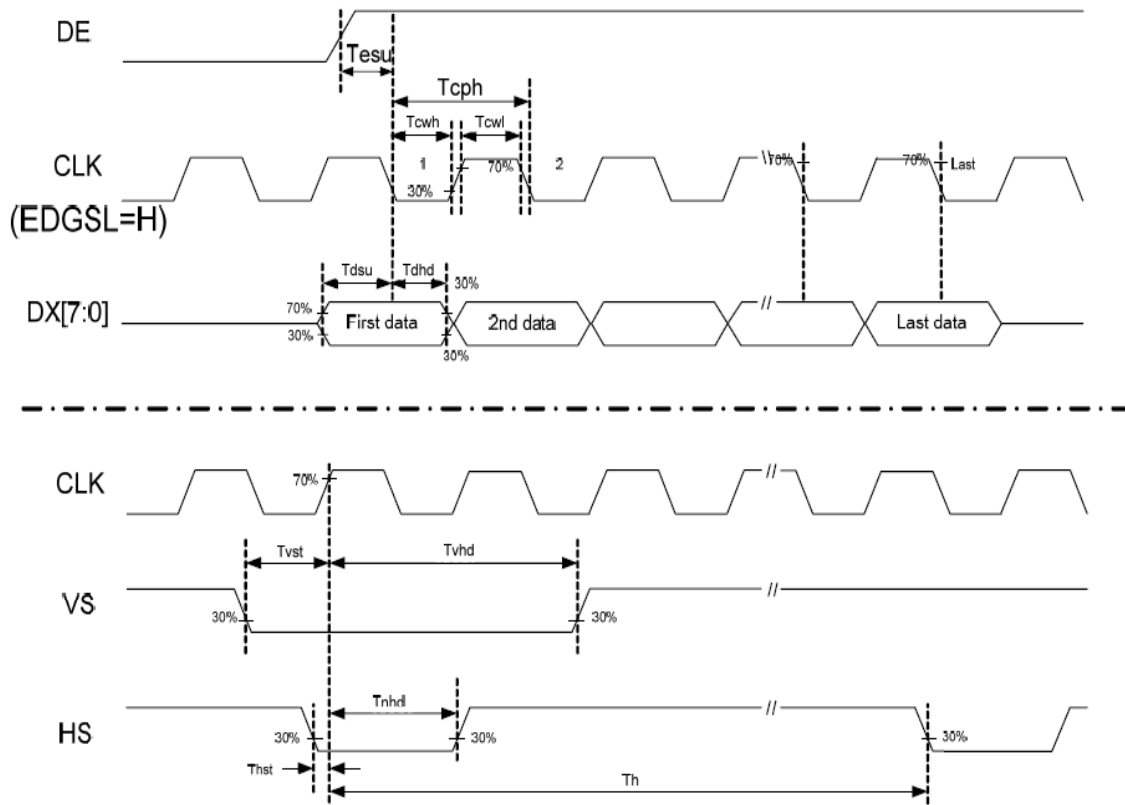 DE
Tesu
Tcph
Tcwh
Tcwl
CLK
(EDGSL=H)
1
70%
30%
2
\\
70%
70%
Last
Tdsu
Tdhd
30%
DX[7:0]
70%
30%
First data
2nd data
//
Last data
30%
CLK
70%
//
Tvst
Tvhd
VS
30%
30%
//
Tnhd
HS
30%
30%
//
30%
Thst
Th